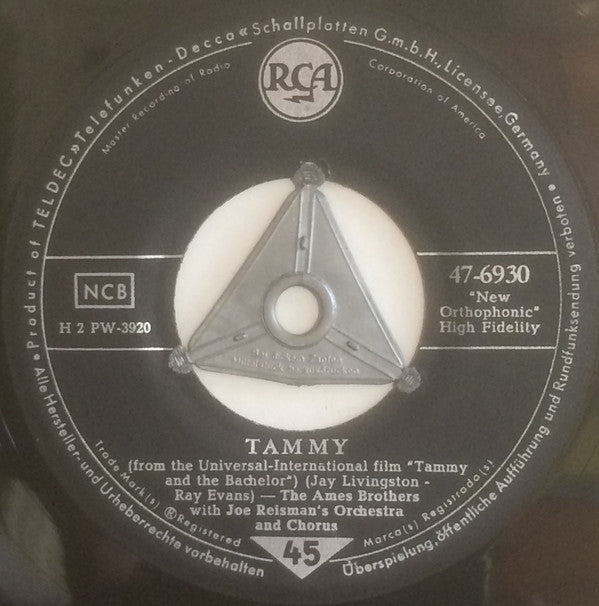 • Product of TELDEC »Telefunken - Decca« Schallplatten G.m.b.H., Licensee, Germany •
Master Recording of Radio
Corporation of America
RCA
NCB
H 2 PW-3920
47-6930
"New
Orthophonic"
High Fidelity
TAMMY
(from the Universal-International film "Tammy
and the Bachelor") (Jay Livingston -
Ray Evans) — The Ames Brothers
with Joe Reisman's Orchestra
and Chorus
Trade Mark(s) ® Registered
Marca(s) Registrada(s)
45
Alle Hersteller- und Urheberrechte vorbehalten
Überspielung, öffentliche Aufführung und Rundfunksendung verboten